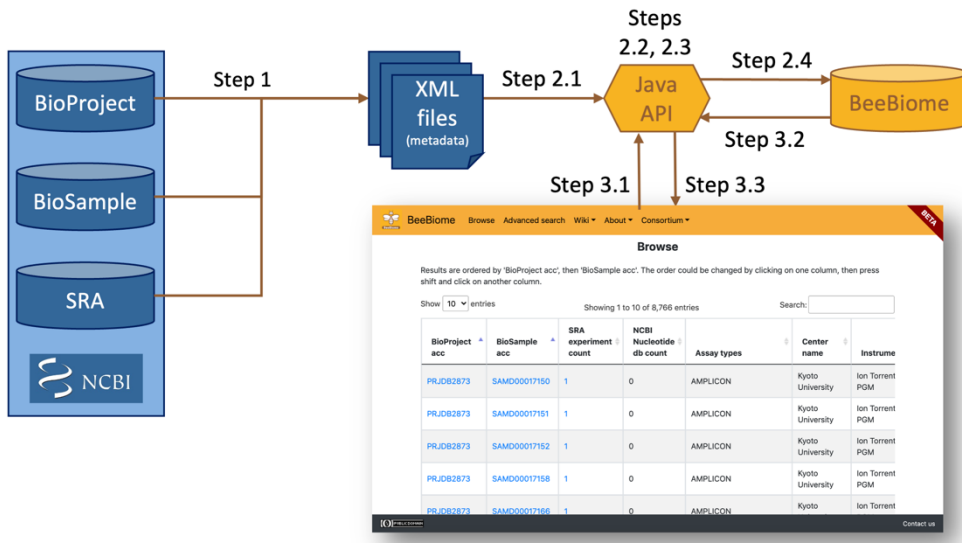 Steps
2.2, 2.3
BioProject
Step 1
XML
files
(metadata)
Step 2.1
Java
API
Step 2.4
BeeBiome
Step 3.2
BioSample
Step 3.1
Step 3.3
SRA
NCBI
BeeBiome Browse Advanced search Wiki About Consortium
BETA
Browse
Results are ordered by 'BioProject acc', then 'BioSample acc'. The order could be changed by clicking on one column, then press
shift and click on another column.
Show 10 entries Showing 1 to 10 of 8,766 entries Search:
BioProject acc BioSample acc SRA experiment count NCBI Nucleotide db count Assay types Center name Instrume
PRJDB2873 SAMD00017150 1 0 AMPLICON Kyoto University Ion Torrent PGM
PRJDB2873 SAMD00017151 1 0 AMPLICON Kyoto University Ion Torrent PGM
PRJDB2873 SAMD00017152 1 0 AMPLICON Kyoto University Ion Torrent PGM
PRJDB2873 SAMD00017158 1 0 AMPLICON Kyoto University Ion Torrent PGM
PRJDB2873 SAMD00017166 1 0 AMPLICON Kyoto Ion Torrent
PUBLIC DOMAIN
Contact us